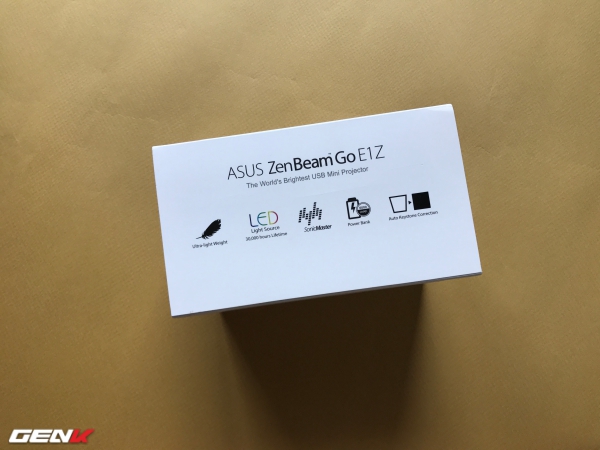 ASUS ZenBeam™ Go E1Z
The World's Brightest USB Mini Projector
Ultra-light Weight
LED
Light Source
30,000 hours Lifetime
SonicMaster
Power Bank
Auto Keystone Correction
GENK